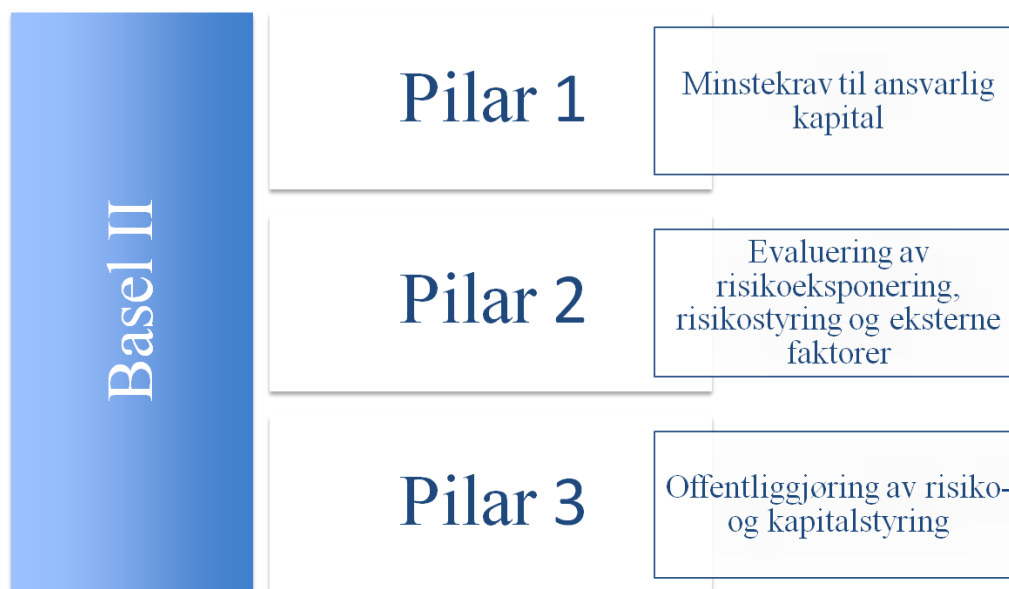 Basel II
Pilar 1
Minstekrav til ansvarlig
kapital
Pilar 2
Evaluering av
risikoeksponering,
risikostyring og eksterne
faktorer
Pilar 3
Offentliggjøring av risiko-
og kapitalstyring